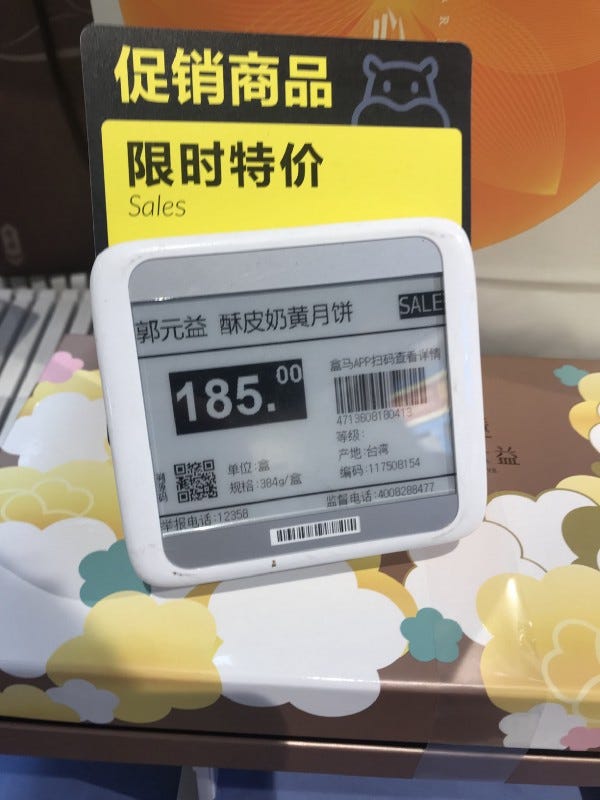 促销商品
限时特价
Sales
郭元益 酥皮奶黄月饼
SALE
185.00
盒马APP扫码查看详情
4713608180413
等级:
产地:台湾
编码:117508154
单位:盒
规格:384g/盒
举报电话:12358
监督电话:4008288477
益